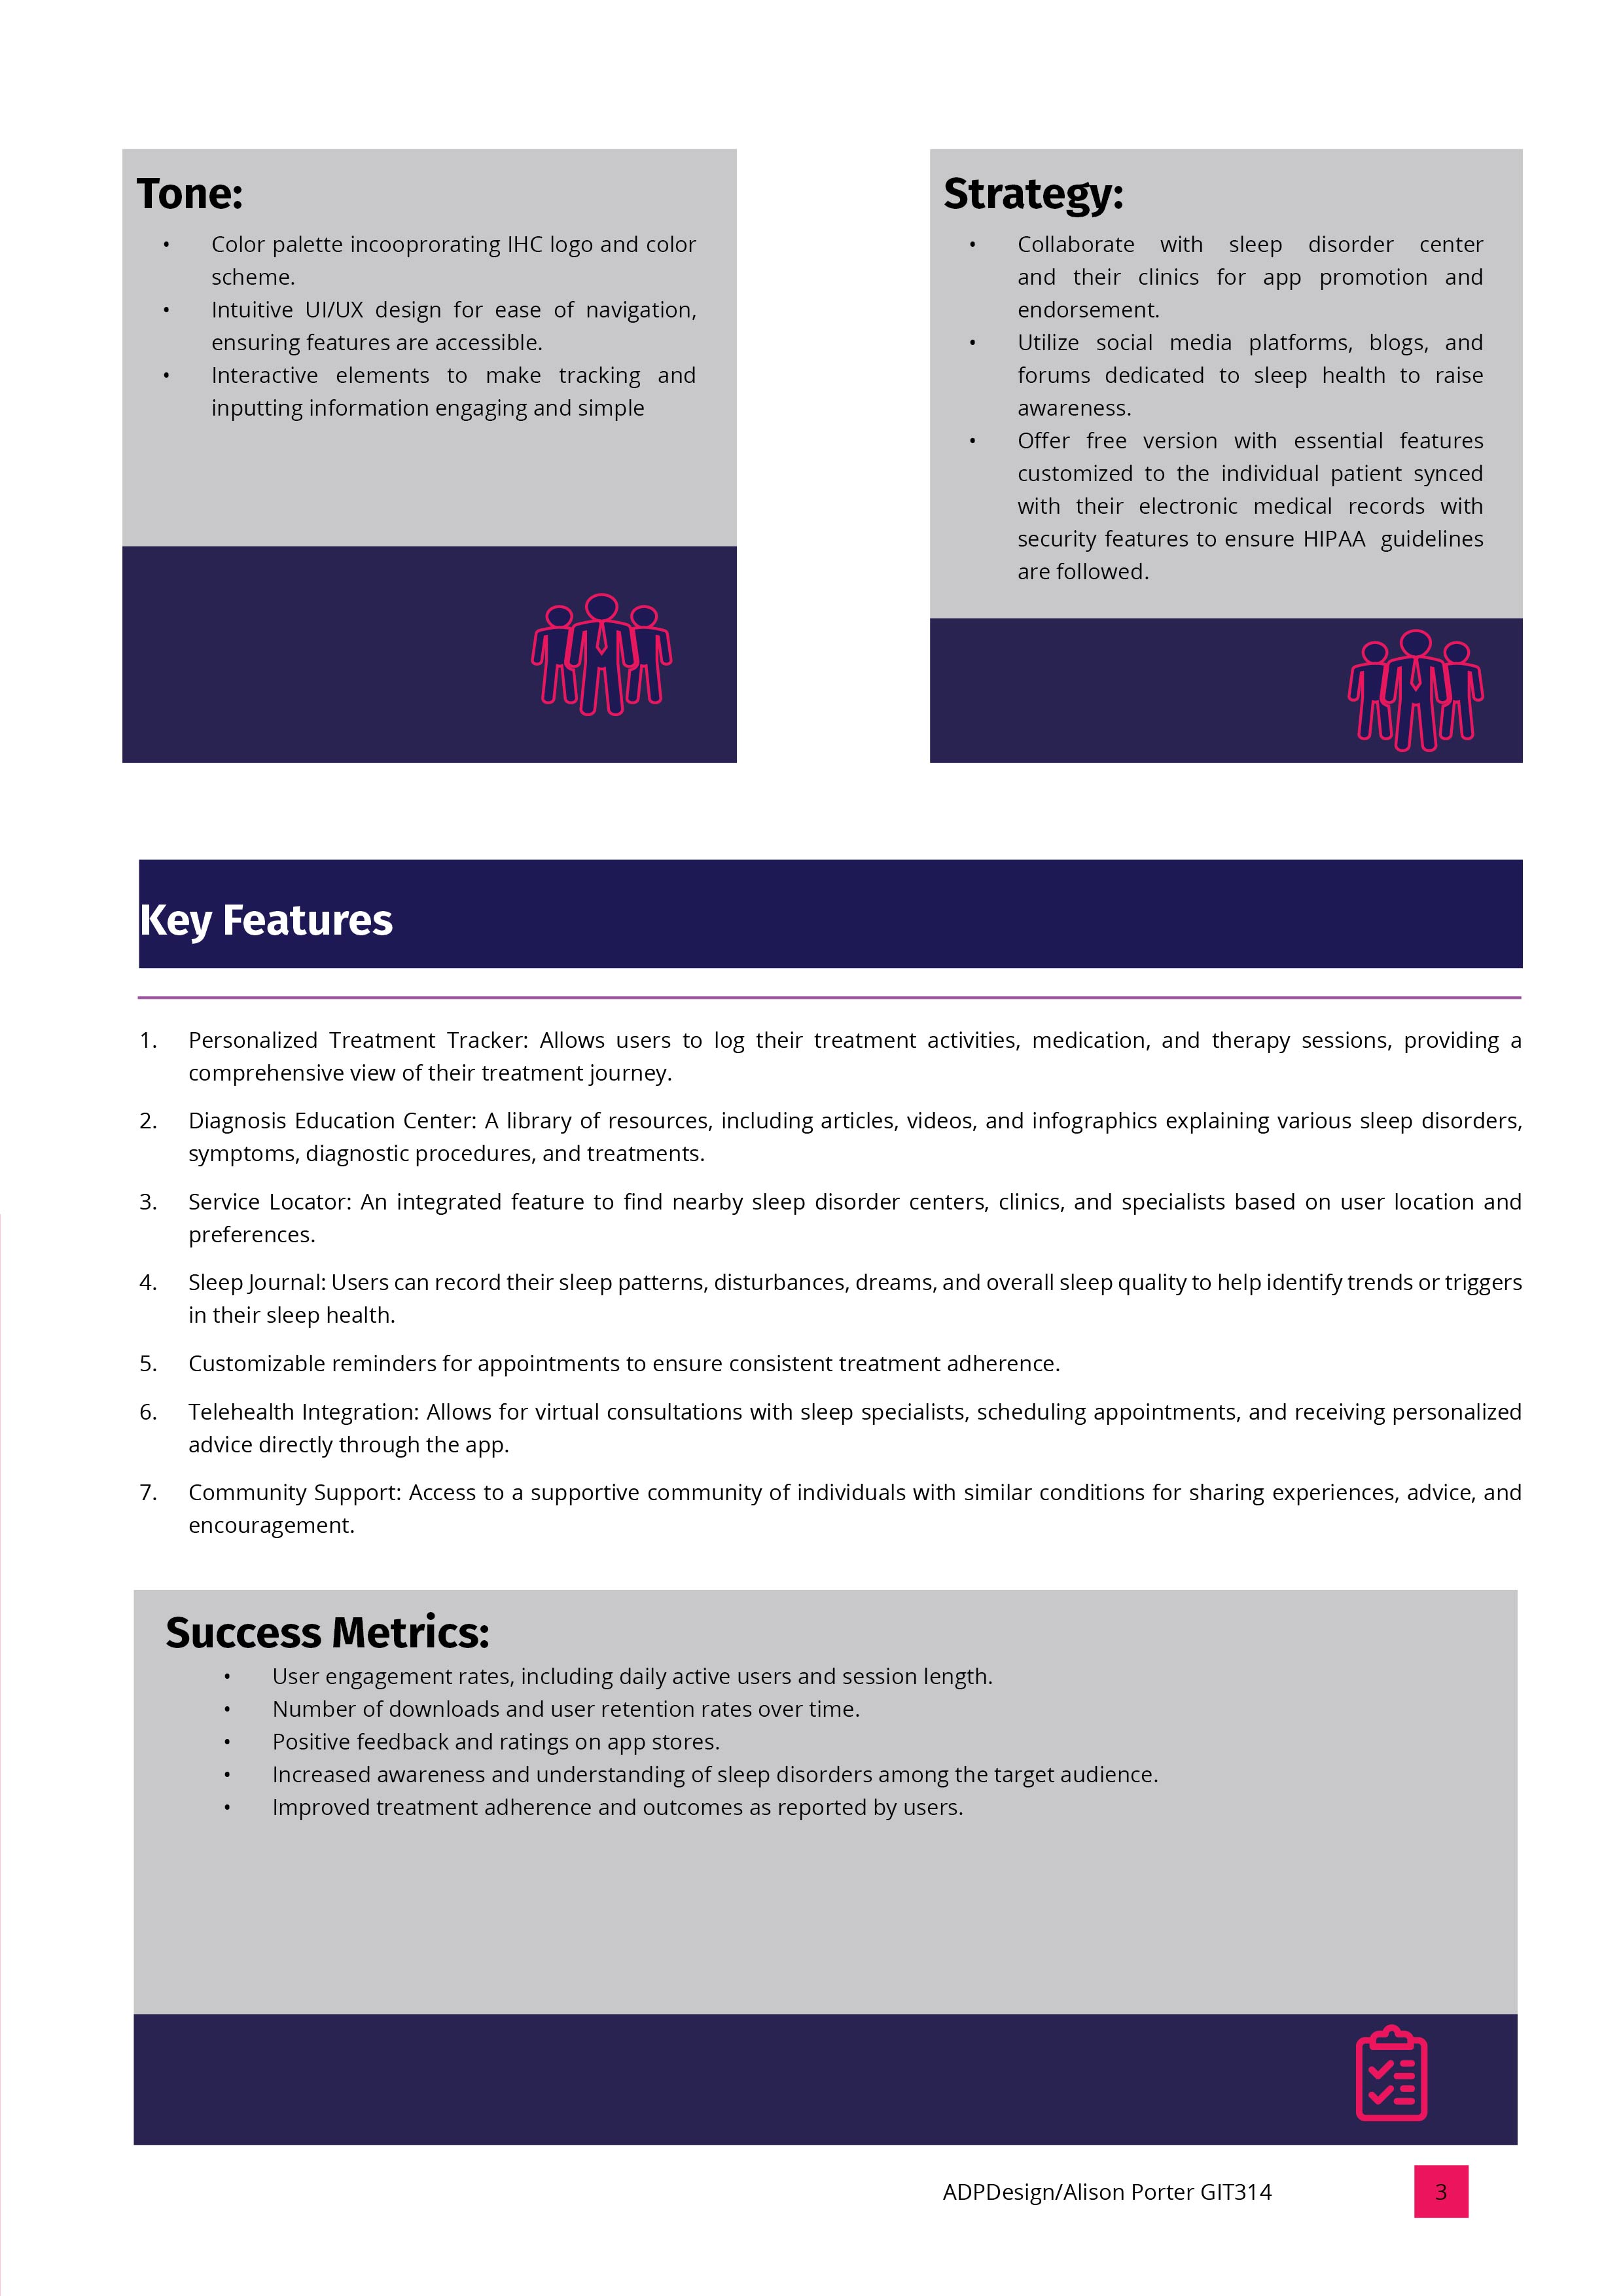 Tone:
• Color palette incooprorating IHC logo and color
scheme.
• Intuitive UI/UX design for ease of navigation,
ensuring features are accessible.
• Interactive elements to make tracking and
inputting information engaging and simple
Strategy:
• Collaborate with sleep disorder center
and their clinics for app promotion and
endorsement.
• Utilize social media platforms, blogs, and
forums dedicated to sleep health to raise
awareness.
• Offer free version with essential features
customized to the individual patient synced
with their electronic medical records with
security features to ensure HIPAA guidelines
are followed.
Key Features
1. Personalized Treatment Tracker: Allows users to log their treatment activities, medication, and therapy sessions, providing a
comprehensive view of their treatment journey.
2. Diagnosis Education Center: A library of resources, including articles, videos, and infographics explaining various sleep disorders,
symptoms, diagnostic procedures, and treatments.
3. Service Locator: An integrated feature to find nearby sleep disorder centers, clinics, and specialists based on user location and
preferences.
4. Sleep Journal: Users can record their sleep patterns, disturbances, dreams, and overall sleep quality to help identify trends or triggers
in their sleep health.
5. Customizable reminders for appointments to ensure consistent treatment adherence.
6. Telehealth Integration: Allows for virtual consultations with sleep specialists, scheduling appointments, and receiving personalized
advice directly through the app.
7. Community Support: Access to a supportive community of individuals with similar conditions for sharing experiences, advice, and
encouragement.
Success Metrics:
• User engagement rates, including daily active users and session length.
• Number of downloads and user retention rates over time.
• Positive feedback and ratings on app stores.
• Increased awareness and understanding of sleep disorders among the target audience.
• Improved treatment adherence and outcomes as reported by users.
ADPDesign/Alison Porter GIT314
3